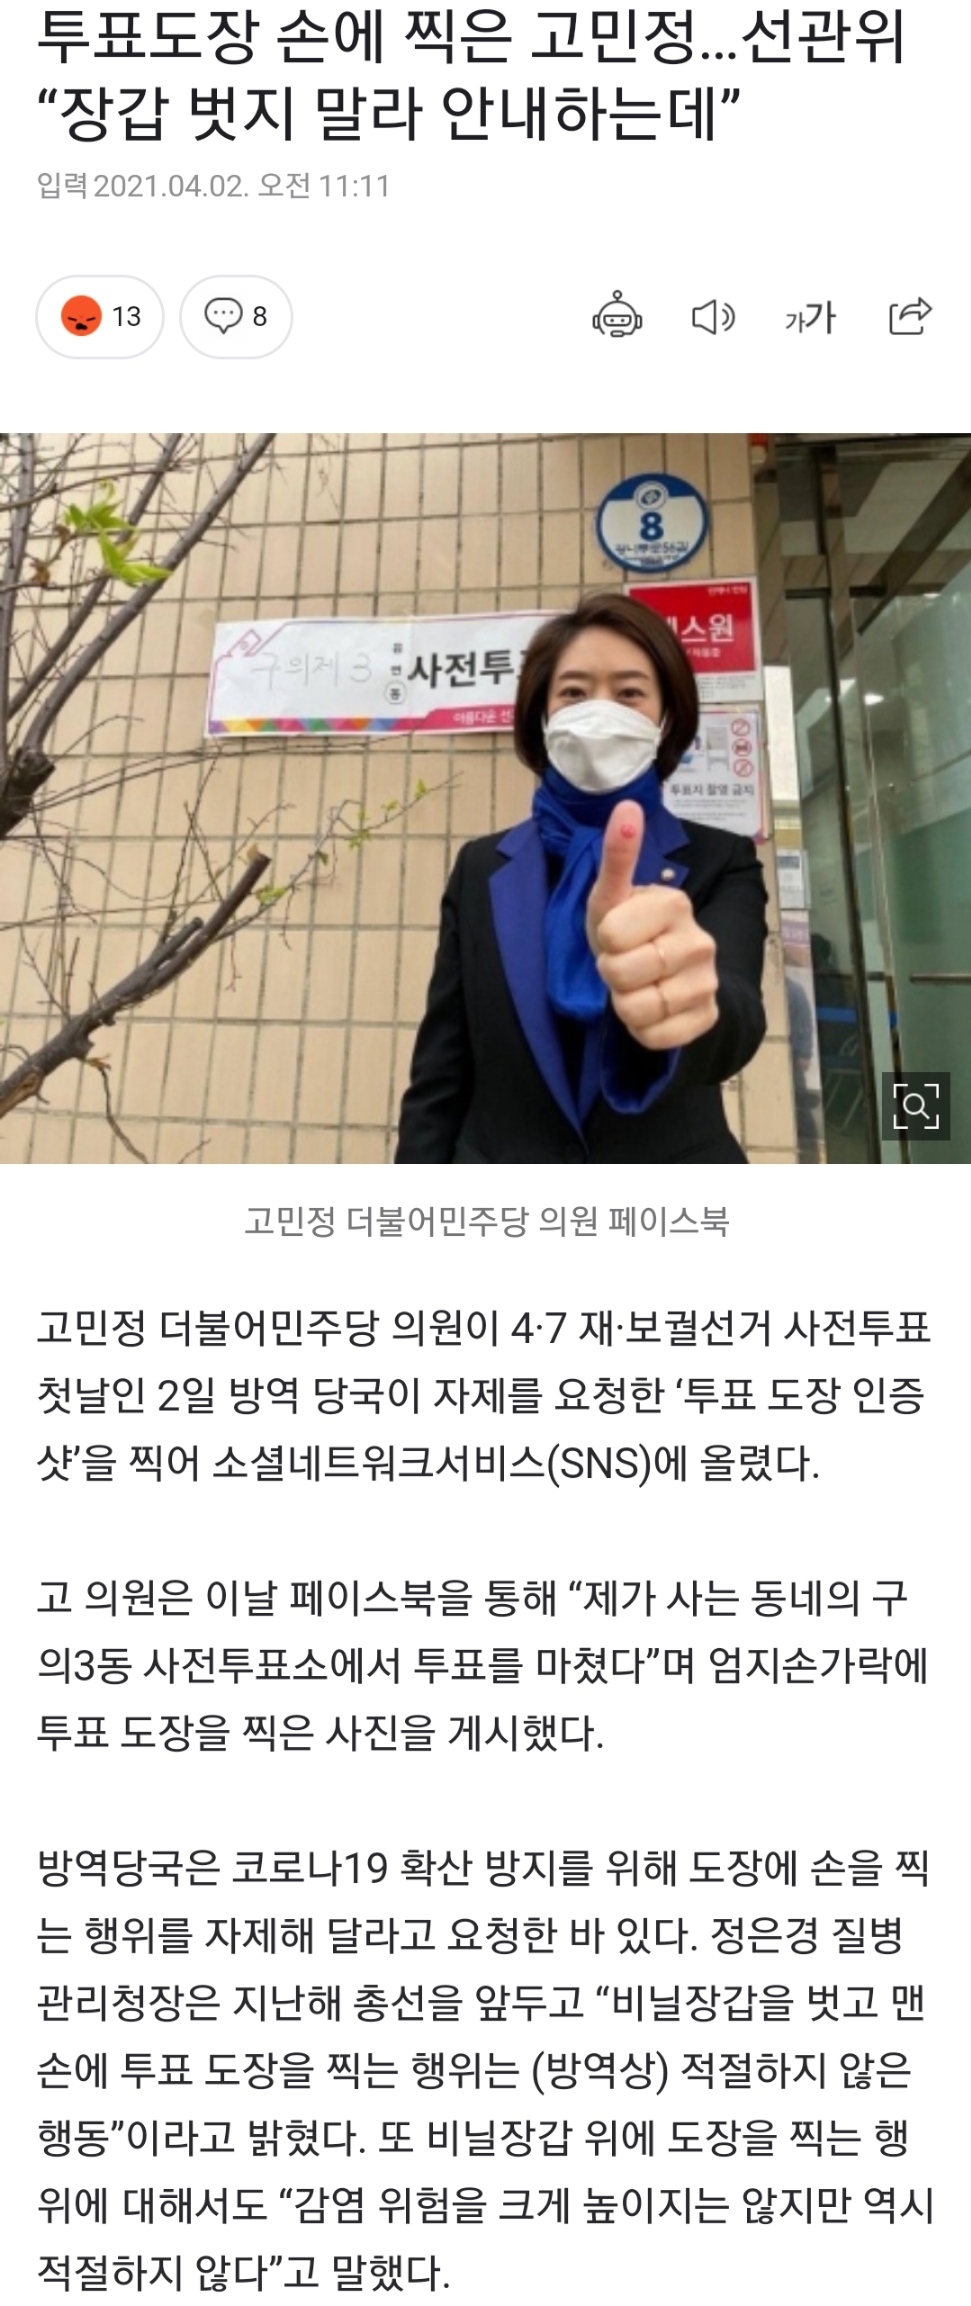 투표도장 손에 찍은 고민정…선관위
“장갑 벗지 말라 안내하는데”
입력 2021.04.02. 오전 11:11
13
8
가가
8
구의제 3
읍
면
동
사전투
아름다운 선
스원
투표지 촬영 금지
고민정 더불어민주당 의원 페이스북
고민정 더불어민주당 의원이 4·7 재·보궐선거 사전투표
첫날인 2일 방역 당국이 자제를 요청한 ‘투표 도장 인증
샷’을 찍어 소셜네트워크서비스(SNS)에 올렸다.
고 의원은 이날 페이스북을 통해 “제가 사는 동네의 구
의3동 사전투표소에서 투표를 마쳤다”며 엄지손가락에
투표 도장을 찍은 사진을 게시했다.
방역당국은 코로나19 확산 방지를 위해 도장에 손을 찍
는 행위를 자제해 달라고 요청한 바 있다. 정은경 질병
관리청장은 지난해 총선을 앞두고 “비닐장갑을 벗고 맨
손에 투표 도장을 찍는 행위는 (방역상) 적절하지 않은
행동”이라고 밝혔다. 또 비닐장갑 위에 도장을 찍는 행
위에 대해서도 “감염 위험을 크게 높이지는 않지만 역시
적절하지 않다”고 말했다.